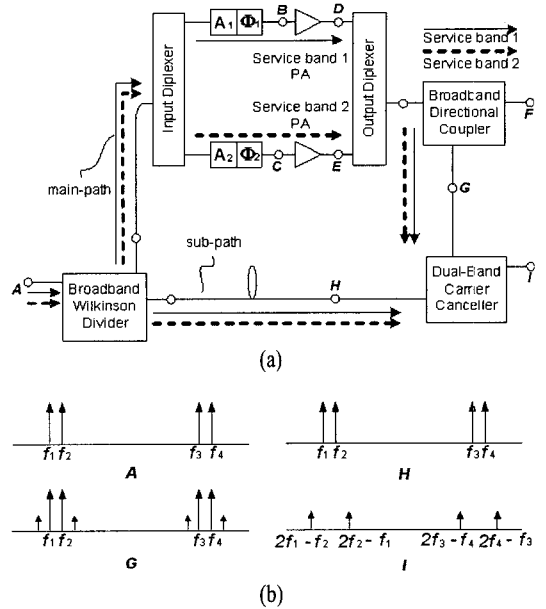 A₁ Φ₁
B
D
Service band 1
PA
Service band 2
PA
A₂ Φ₂
C
E
Input Diplexer
Output Diplexer
Service band 1
Service band 2
Broadband
Directional
Coupler
F
G
main-path
sub-path
A
Broadband
Wilkinson
Divider
H
Dual-Band
Carrier
Canceller
I
(a)
f₁ f₂ f₃ f₄
A
f₁ f₂ f₃ f₄
H
f₁ f₂ f₃ f₄
G
2f₁ - f₂ 2f₂ - f₁ 2f₃ - f₄ 2f₄ - f₃
I
(b)